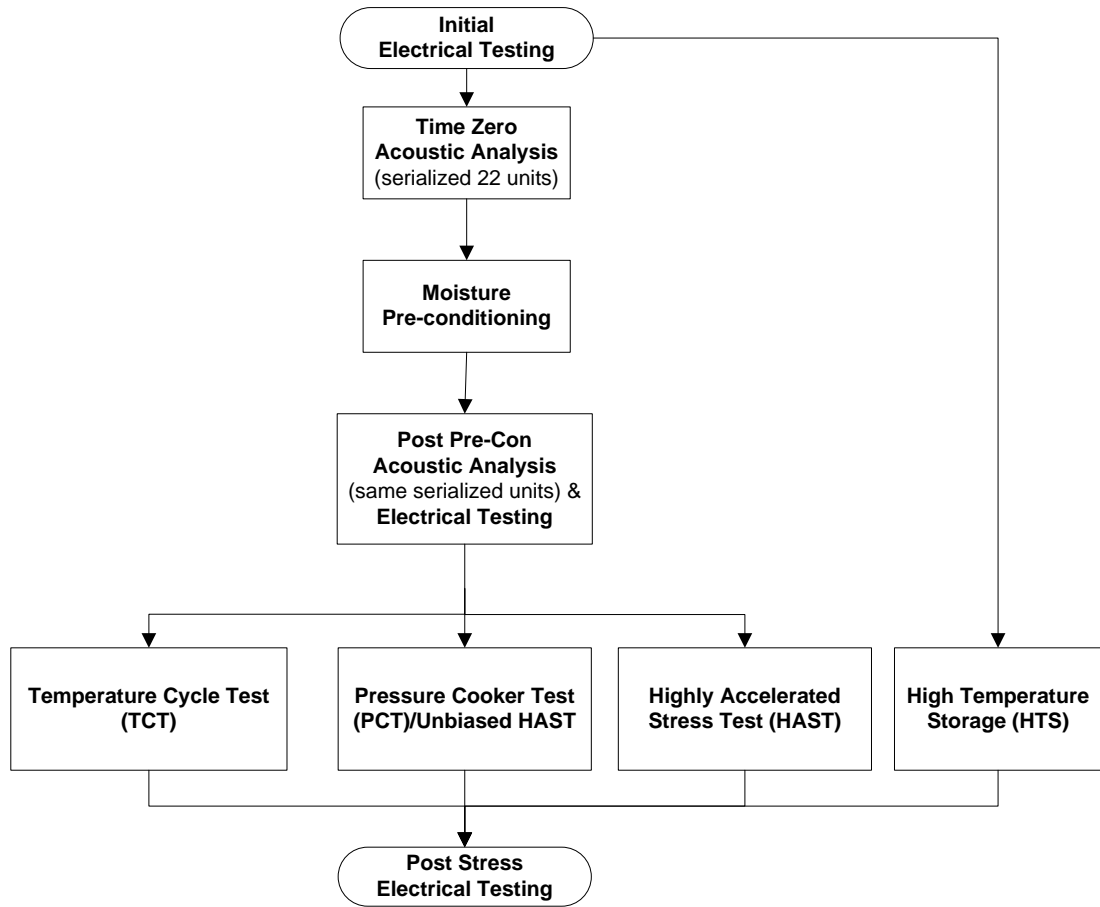 Initial
Electrical Testing
Time Zero
Acoustic Analysis
(serialized 22 units)
Moisture
Pre-conditioning
Post Pre-Con
Acoustic Analysis
(same serialized units) &
Electrical Testing
Temperature Cycle Test
(TCT)
Pressure Cooker Test
(PCT)/Unbiased HAST
Highly Accelerated
Stress Test (HAST)
High Temperature
Storage (HTS)
Post Stress
Electrical Testing